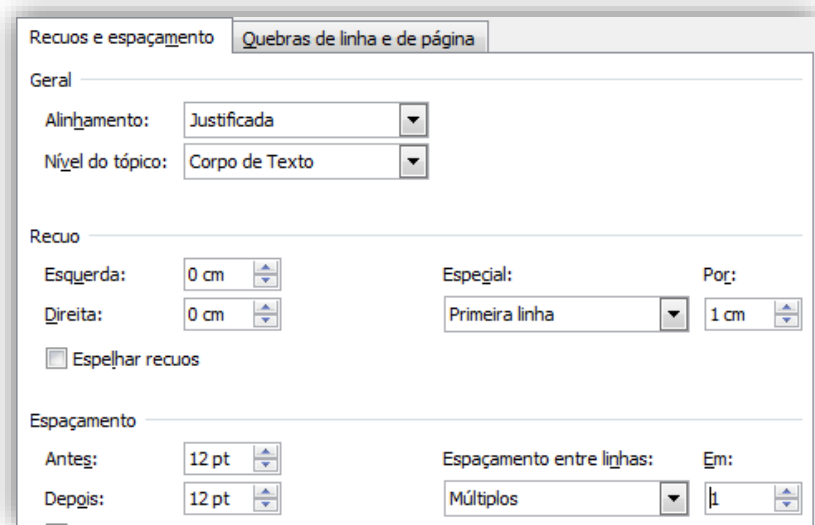 Recuos e espaçamento Quebras de linha e de página
Geral
Alinhamento: Justificada
Nível do tópico: Corpo de Texto
Recuo
Esquerda: 0 cm Especial: Por:
Direita: 0 cm Primeira linha 1 cm
Espelhar recuos
Espaçamento
Antes: 12 pt Espaçamento entre linhas: Em:
Depois: 12 pt Múltiplos 1